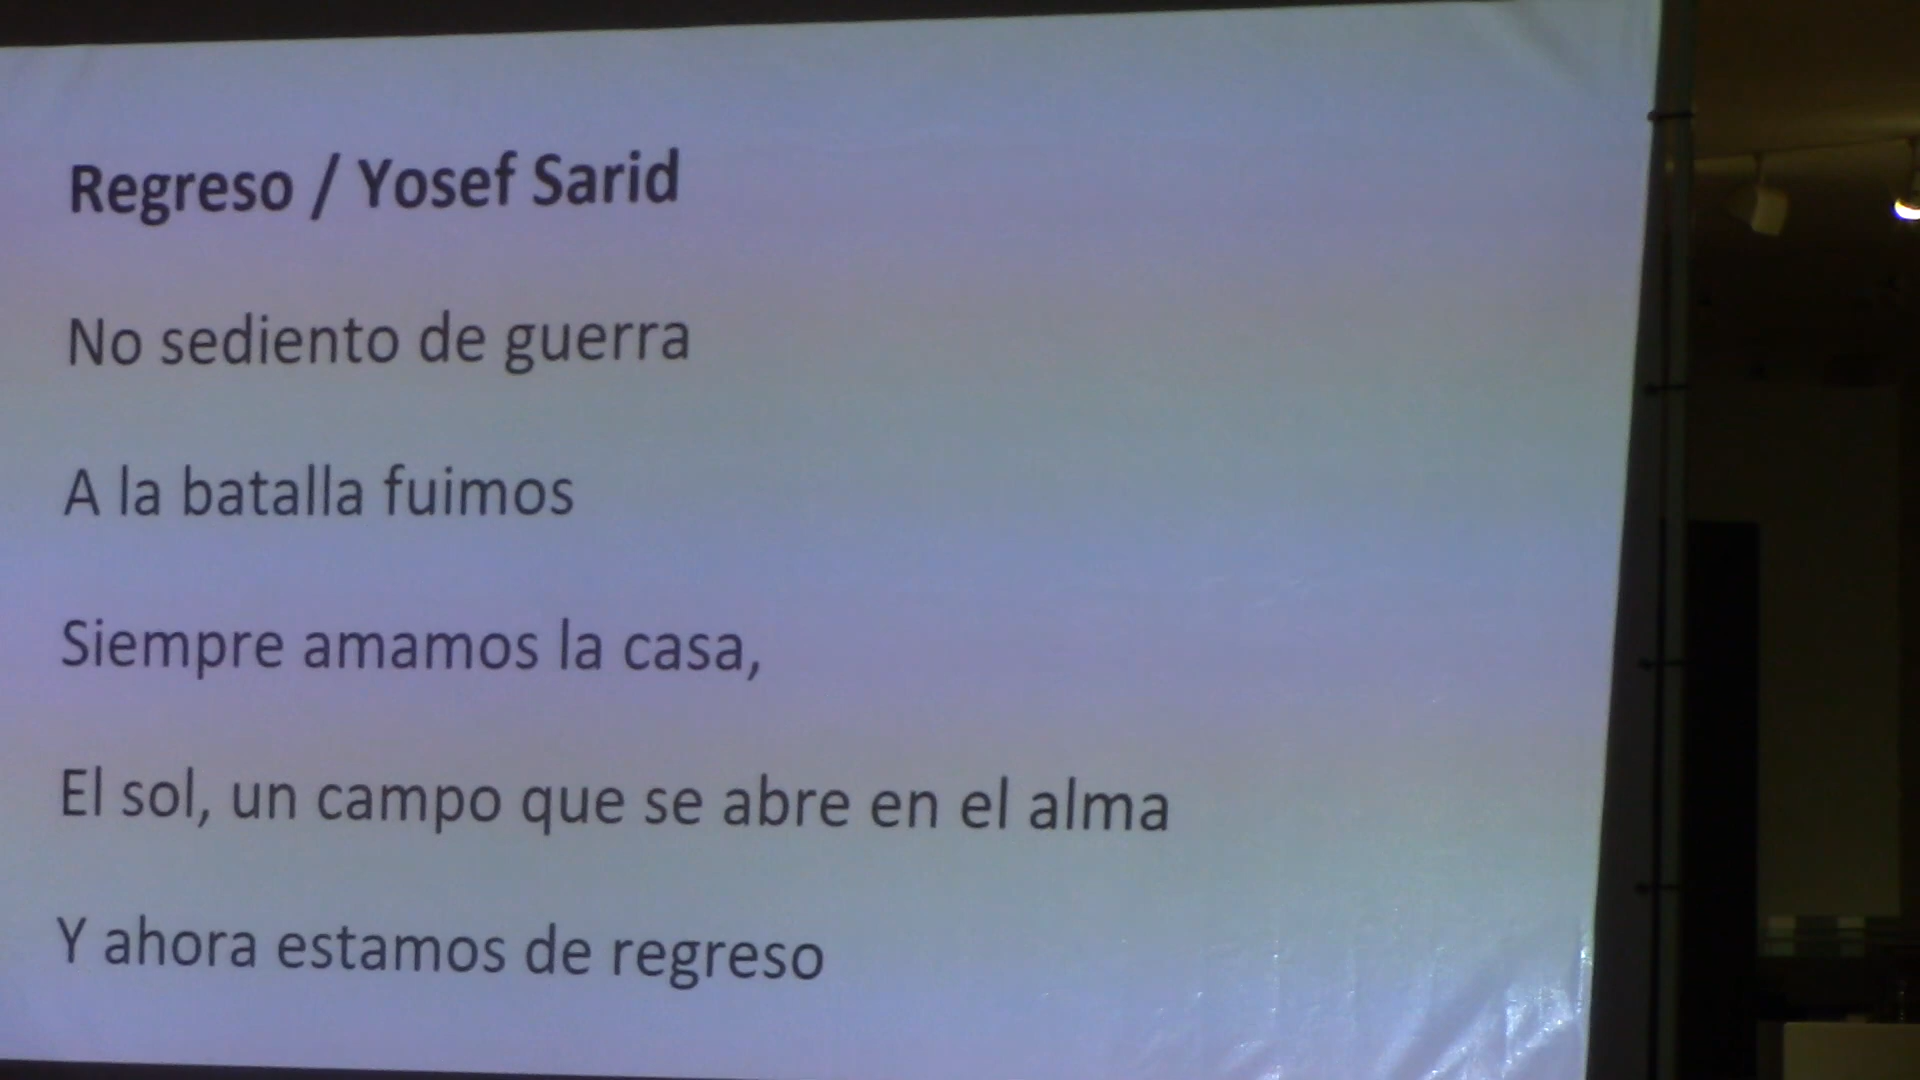 Regreso / Yosef Sarid
No sediento de guerra
A la batalla fuimos
Siempre amamos la casa,
El sol, un campo que se abre en el alma
Y ahora estamos de regreso